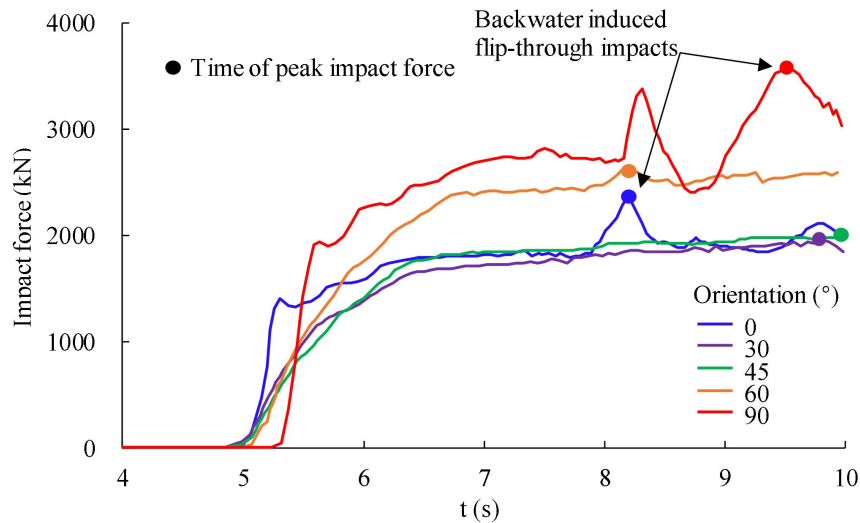 4000
3000
2000
1000
0
Impact force (kN)
Backwater induced
flip-through impacts
Time of peak impact force
Orientation (°)
0
30
45
60
90
4 5 6 7 8 9 10
t (s)